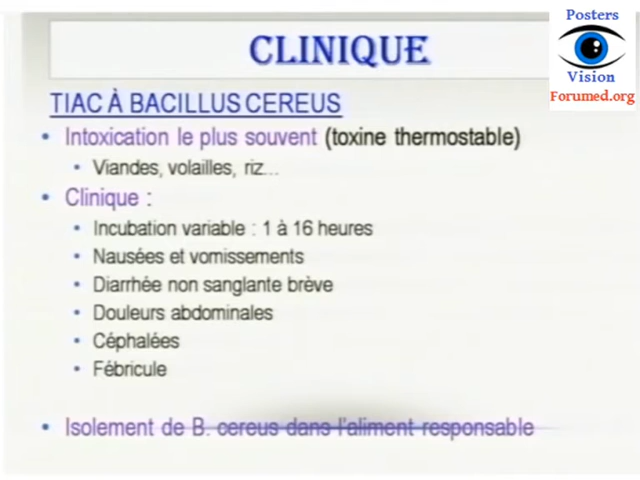 CLINIQUE
Posters
Vision
Forumed.org
TIAC À BACILLUS CEREUS
• Intoxication le plus souvent (toxine thermostable)
• Viandes, volailles, riz...
• Clinique :
• Incubation variable : 1 à 16 heures
• Nausées et vomissements
• Diarrhée non sanglante brève
• Douleurs abdominales
• Céphalées
• Fébricule
• Isolement de B. cereus dans l'aliment responsable